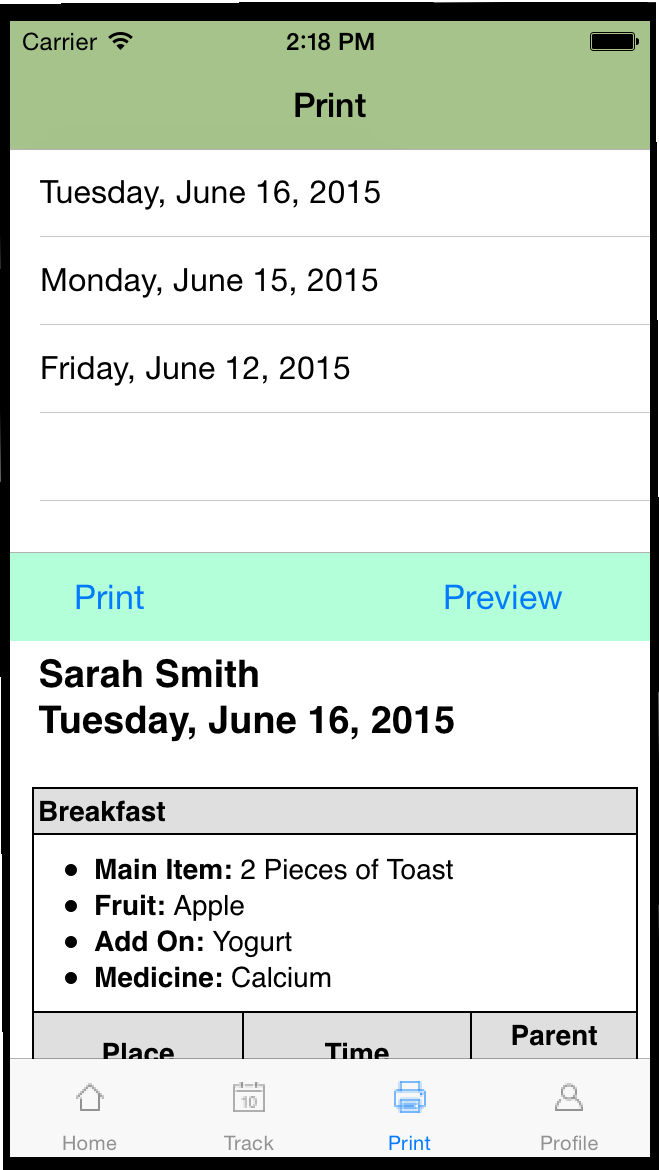 Carrier 2:18 PM
Print
Tuesday, June 16, 2015
Monday, June 15, 2015
Friday, June 12, 2015
Print Preview
Sarah Smith
Tuesday, June 16, 2015
Breakfast
Main Item: 2 Pieces of Toast
Fruit: Apple
Add On: Yogurt
Medicine: Calcium
Place Time Parent
10
Home Track Print Profile